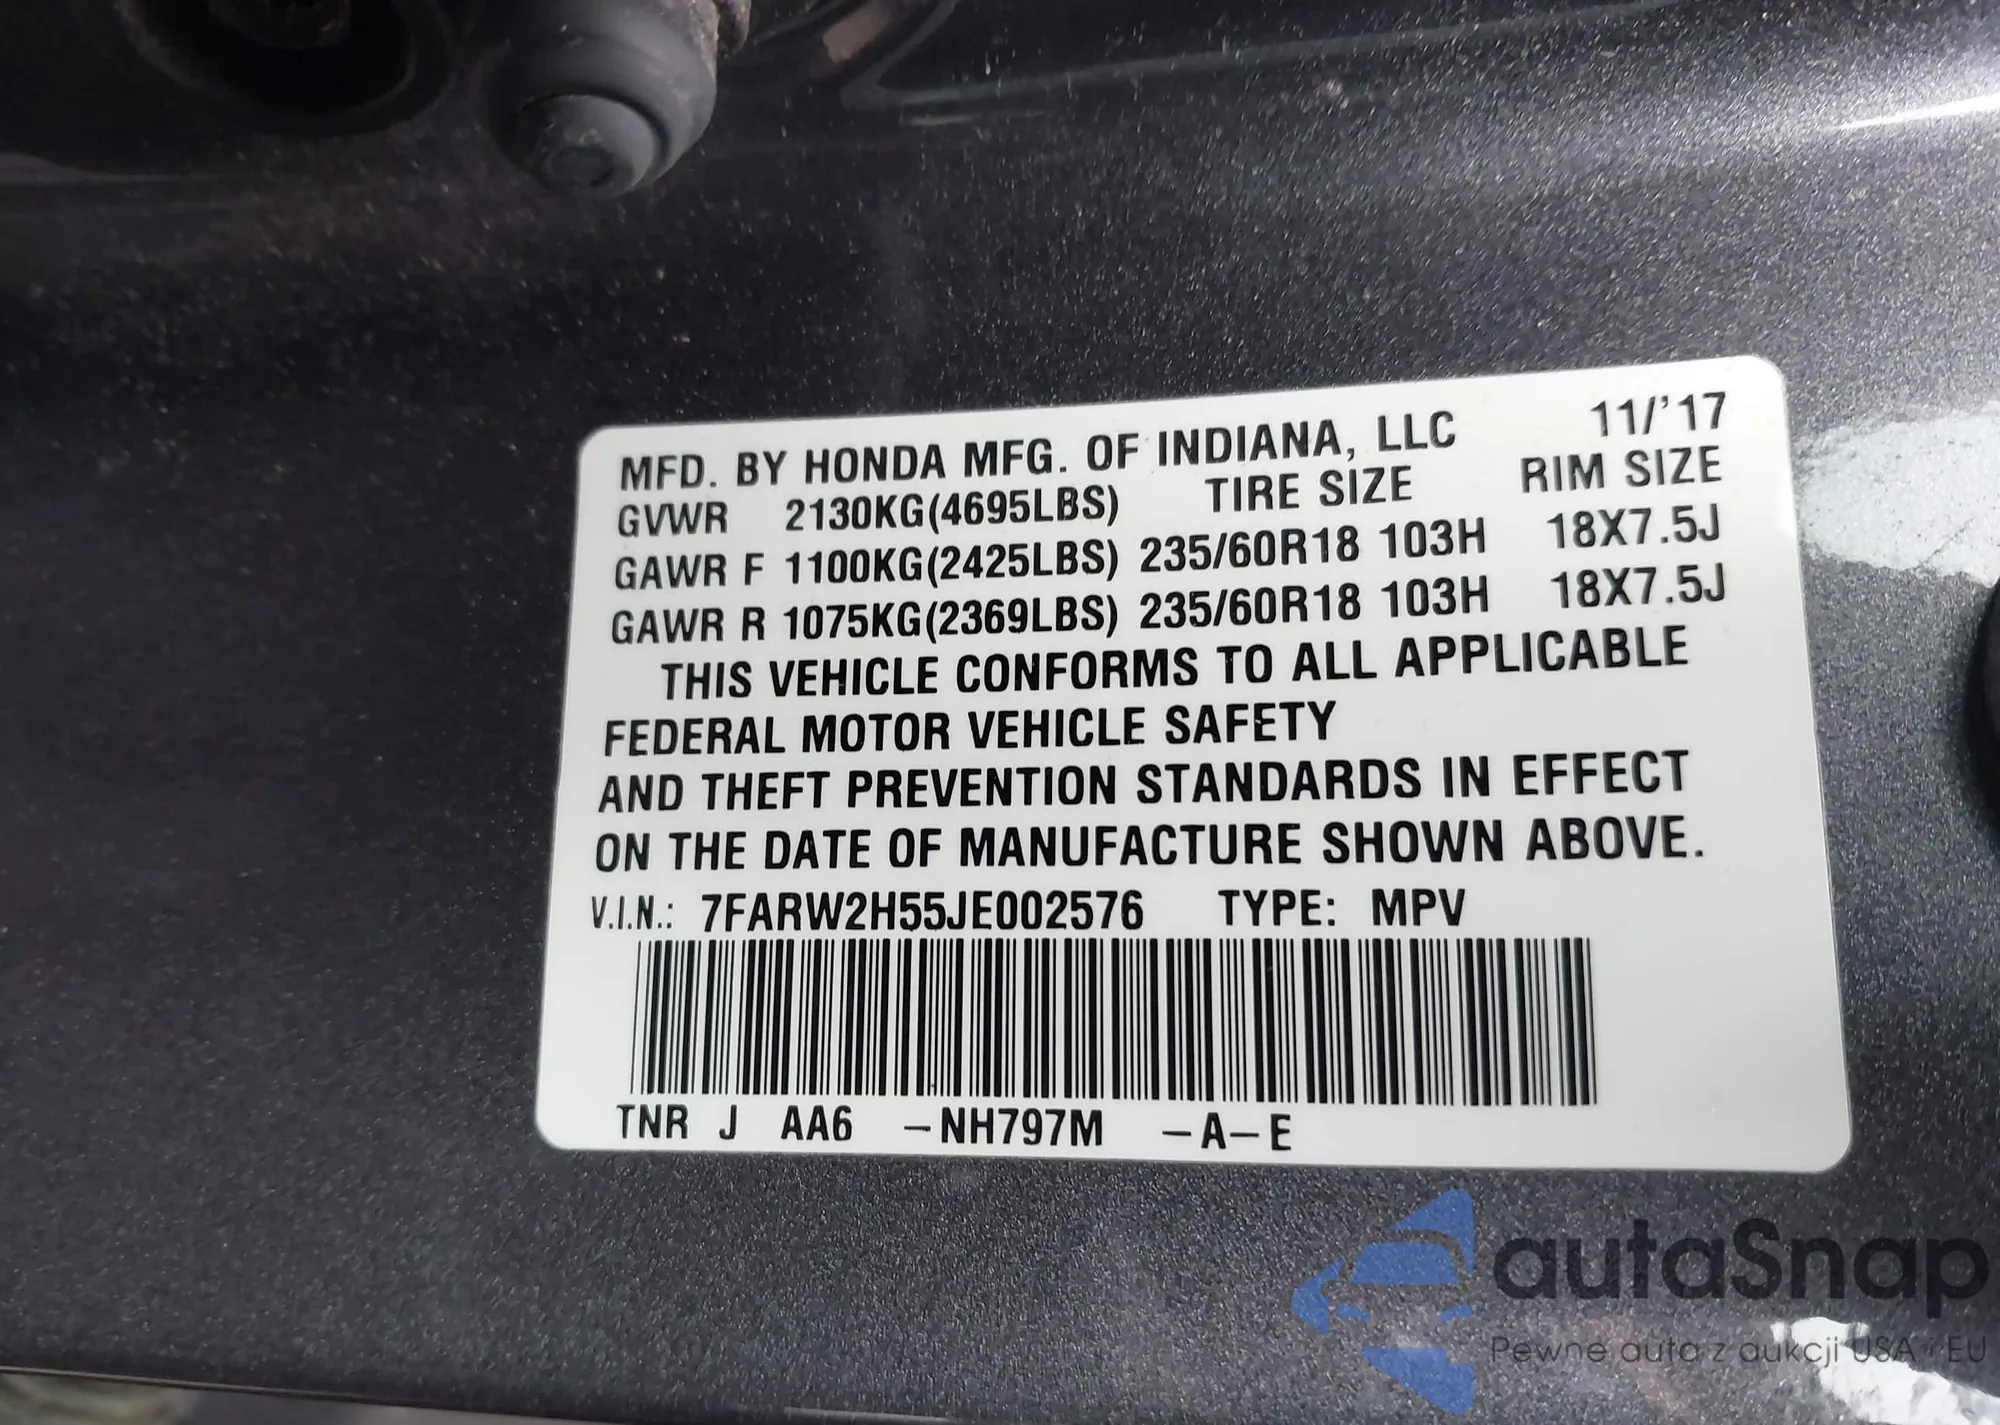 MFD. BY HONDA MFG. OF INDIANA, LLC 11/'17
GVWR 2130KG(4695LBS) TIRE SIZE RIM SIZE
GAWR F 1100KG(2425LBS) 235/60R18 103H 18X7.5J
GAWR R 1075KG(2369LBS) 235/60R18 103H 18X7.5J
THIS VEHICLE CONFORMS TO ALL APPLICABLE
FEDERAL MOTOR VEHICLE SAFETY
AND THEFT PREVENTION STANDARDS IN EFFECT
ON THE DATE OF MANUFACTURE SHOWN ABOVE.
V.I.N.: 7FARW2H55JE002576 TYPE: MPV
TNR J AA6 –NH797M –A–E
autaSnap
Pewne auta z aukcji USA i EU